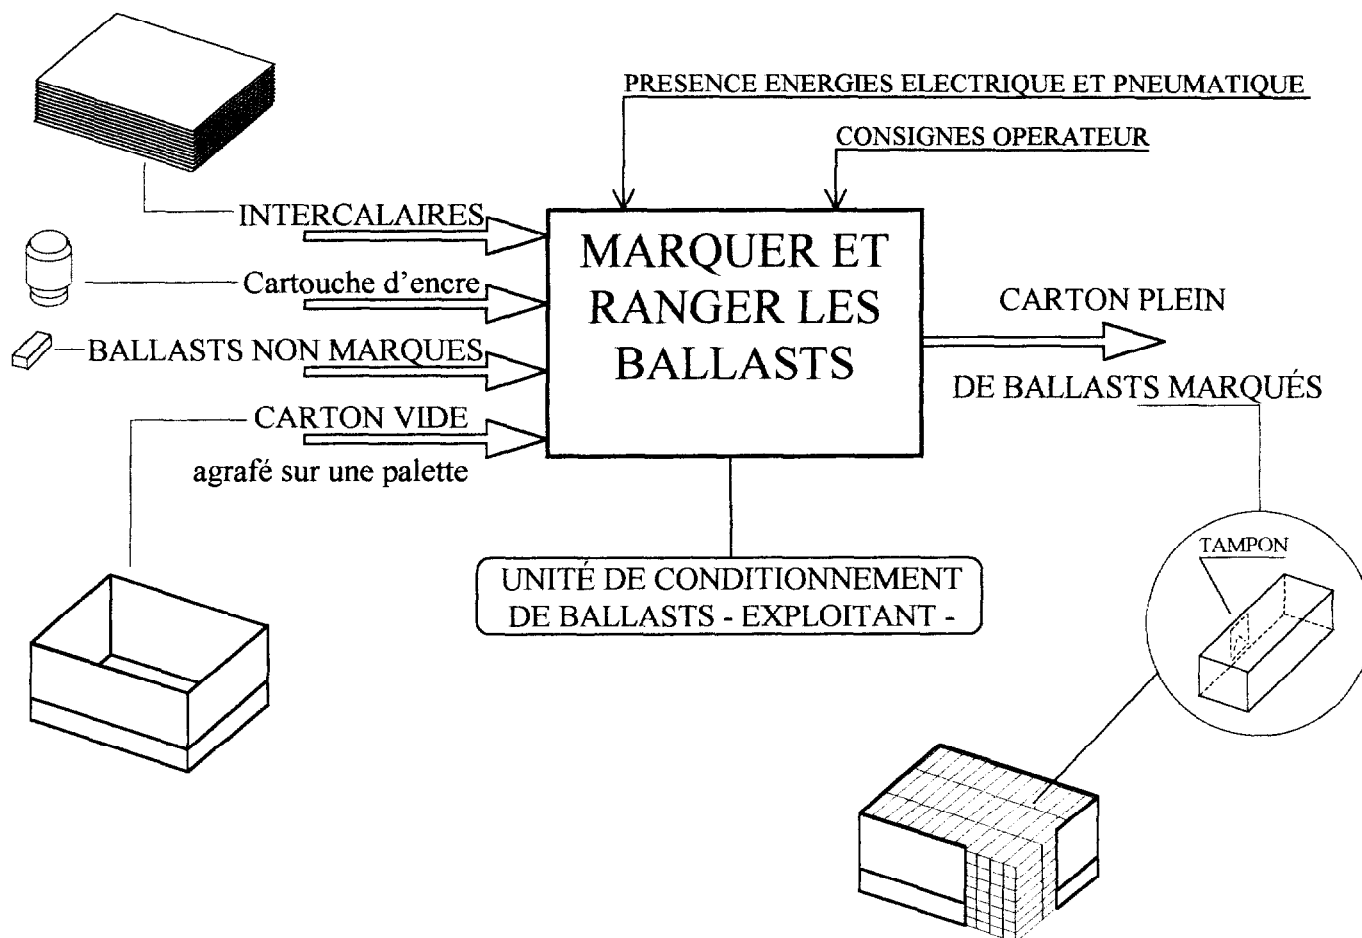 PRESENCE ENERGIES ELECTRIQUE ET PNEUMATIQUE
CONSIGNES OPERATEUR
INTERCALAIRES
Cartouche d'encre
BALLASTS NON MARQUES
CARTON VIDE
agrafé sur une palette
MARQUER ET
RANGER LES
BALLASTS
CARTON PLEIN
DE BALLASTS MARQUÉS
UNITÉ DE CONDITIONNEMENT
DE BALLASTS - EXPLOITANT -
TAMPON